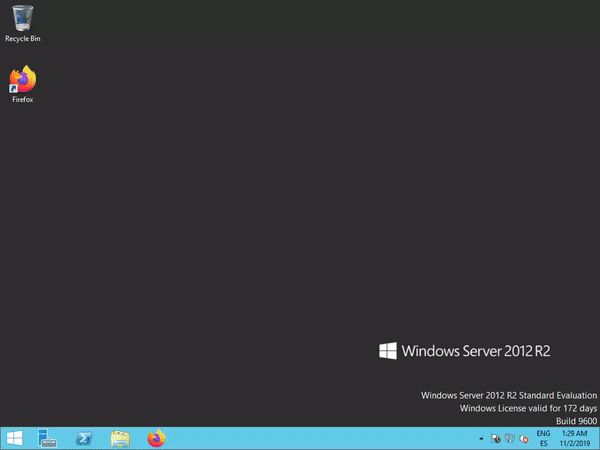 Recycle Bin
Firefox
Windows Server 2012 R2
Windows Server 2012 R2 Standard Evaluation
Windows License valid for 172 days
Build 9600
ENG
ES
1:29 AM
11/2/2019